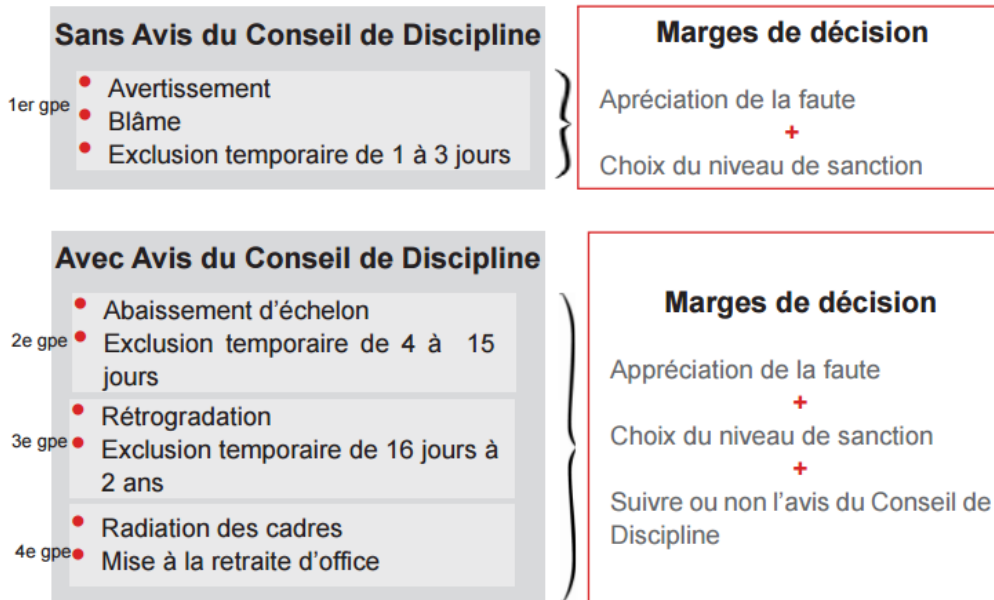 Sans Avis du Conseil de Discipline
1er gpe
Avertissement
Blâme
Exclusion temporaire de 1 à 3 jours
Marges de décision
Apréciation de la faute
+
Choix du niveau de sanction
Avec Avis du Conseil de Discipline
2e gpe
Abaissement d’échelon
Exclusion temporaire de 4 à 15
jours
3e gpe
Rétrogradation
Exclusion temporaire de 16 jours à
2 ans
4e gpe
Radiation des cadres
Mise à la retraite d’office
Marges de décision
Appréciation de la faute
+
Choix du niveau de sanction
+
Suivre ou non l’avis du Conseil de
Discipline